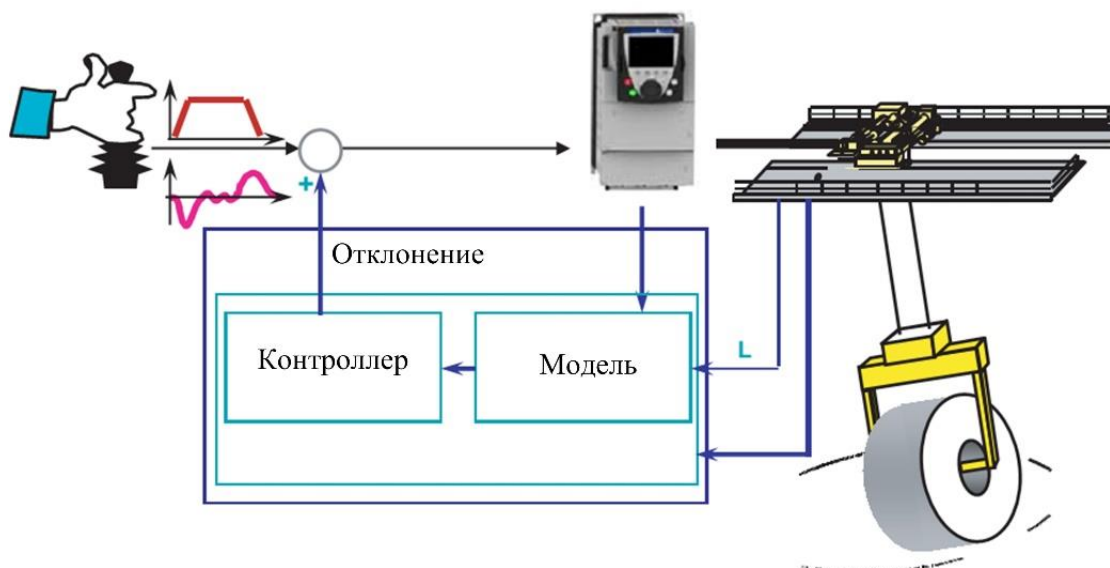 +
Отклонение
Контроллер
Модель
L